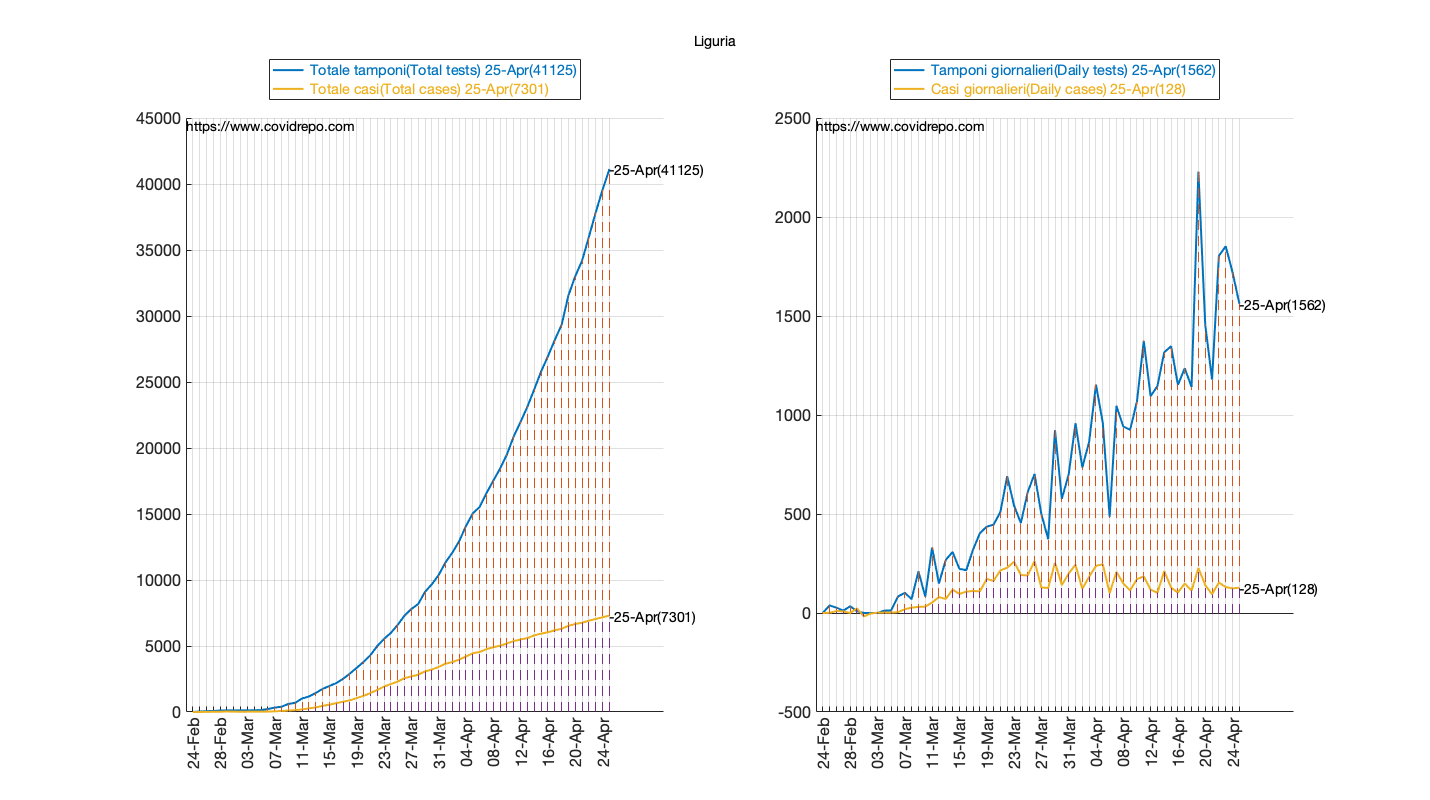 Liguria
Totale tamponi(Total tests) 25-Apr(41125)
Totale casi(Total cases) 25-Apr(7301)
45000
https://www.covidrepo.com
40000
35000
30000
25000
20000
15000
10000
5000
0
25-Apr(41125)
25-Apr(7301)
24-Feb
28-Feb
03-Mar
07-Mar
11-Mar
15-Mar
19-Mar
23-Mar
27-Mar
31-Mar
04-Apr
08-Apr
12-Apr
16-Apr
20-Apr
24-Apr
Tamponi giornalieri(Daily tests) 25-Apr(1562)
Casi giornalieri(Daily cases) 25-Apr(128)
2500
https://www.covidrepo.com
2000
1500
1000
500
0
-500
25-Apr(1562)
25-Apr(128)
24-Feb
28-Feb
03-Mar
07-Mar
11-Mar
15-Mar
19-Mar
23-Mar
27-Mar
31-Mar
04-Apr
08-Apr
12-Apr
16-Apr
20-Apr
24-Apr